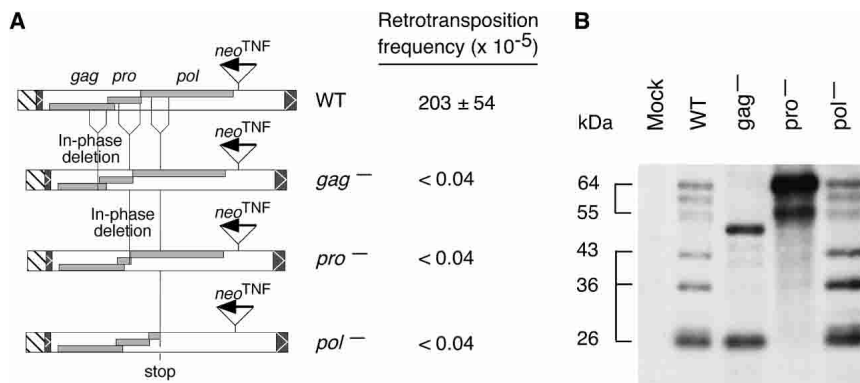 A
Retrotransposition
frequency (x 10-5)
neoTNF
gag pro pol
WT
203 ± 54
In-phase
deletion
neoTNF
gag —
< 0.04
In-phase
deletion
neoTNF
pro —
< 0.04
neoTNF
pol —
< 0.04
stop
B
kDa
Mock
WT
gag—
pro—
pol—
64
55
43
36
26